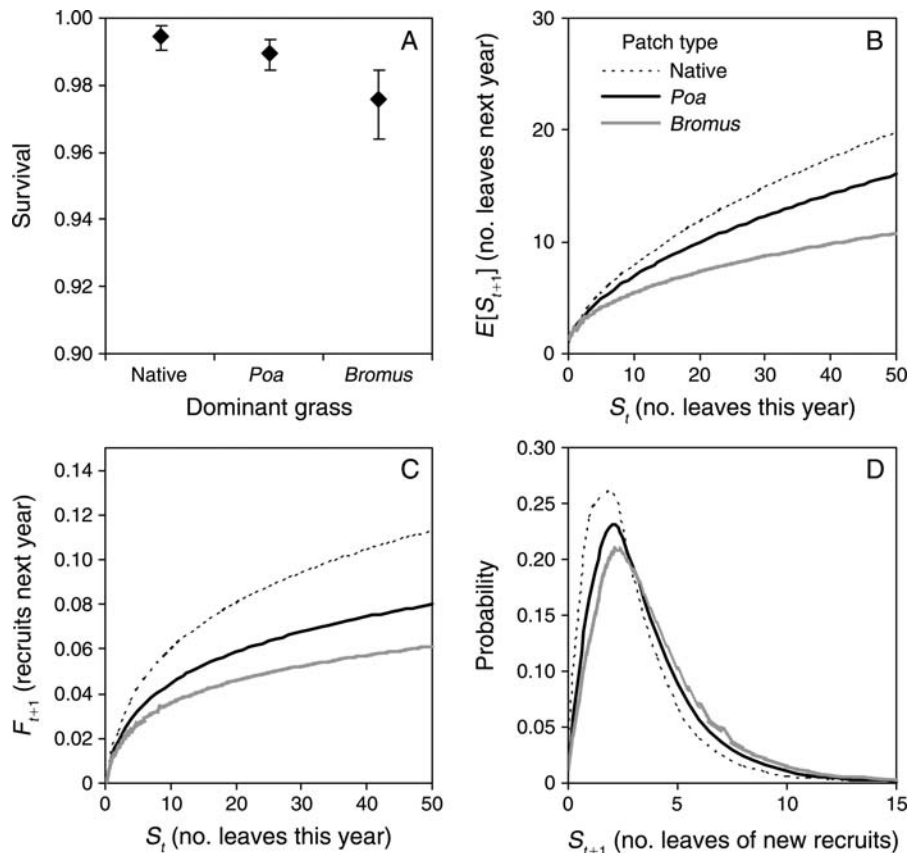 A
1.00
0.98
0.96
0.94
0.92
0.90
Survival
Native
Poa
Bromus
Dominant grass
B
30
20
10
0
E[S_{t+1}] (no. leaves next year)
Patch type
Native
Poa
Bromus
0 10 20 30 40 50
S_t (no. leaves this year)
C
0.14
0.12
0.10
0.08
0.06
0.04
0.02
0
F_{t+1} (recruits next year)
0 10 20 30 40 50
S_t (no. leaves this year)
D
0.30
0.25
0.20
0.15
0.10
0.05
0
Probability
0 5 10 15
S_{t+1} (no. leaves of new recruits)